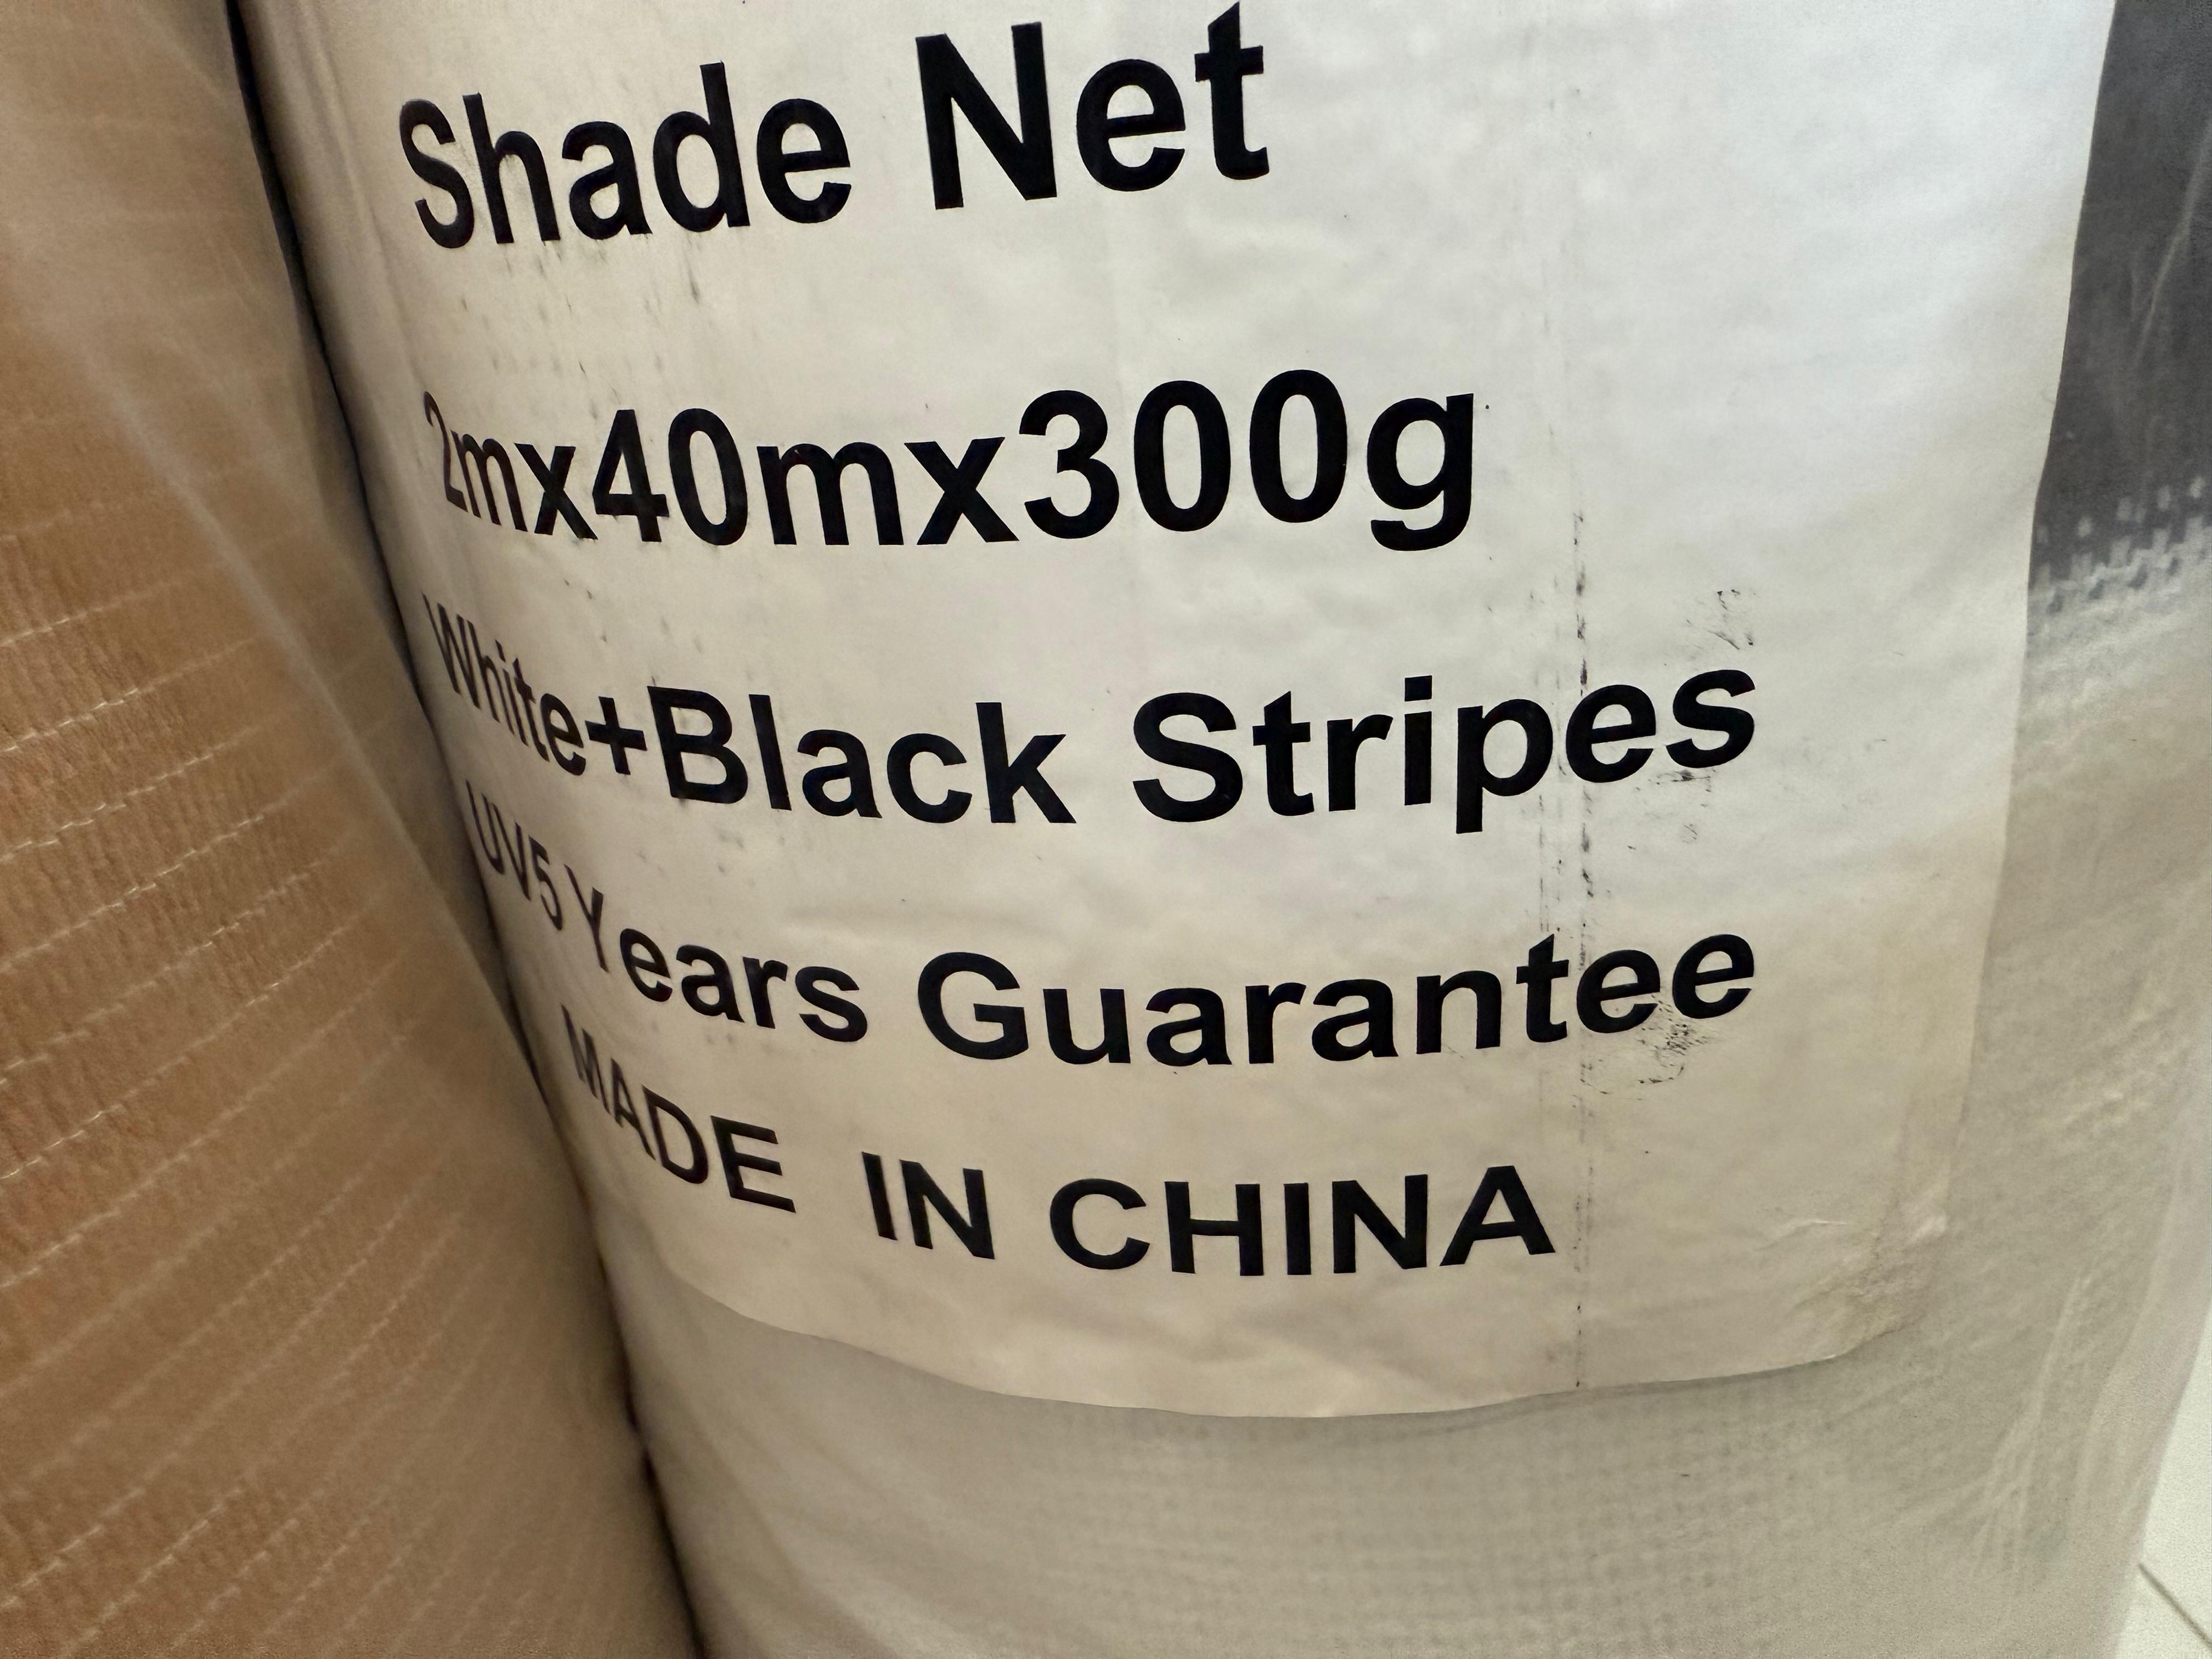 Shade Net
2mx40mx300g
White+Black Stripes
UV5 Years Guarantee
MADE IN CHINA